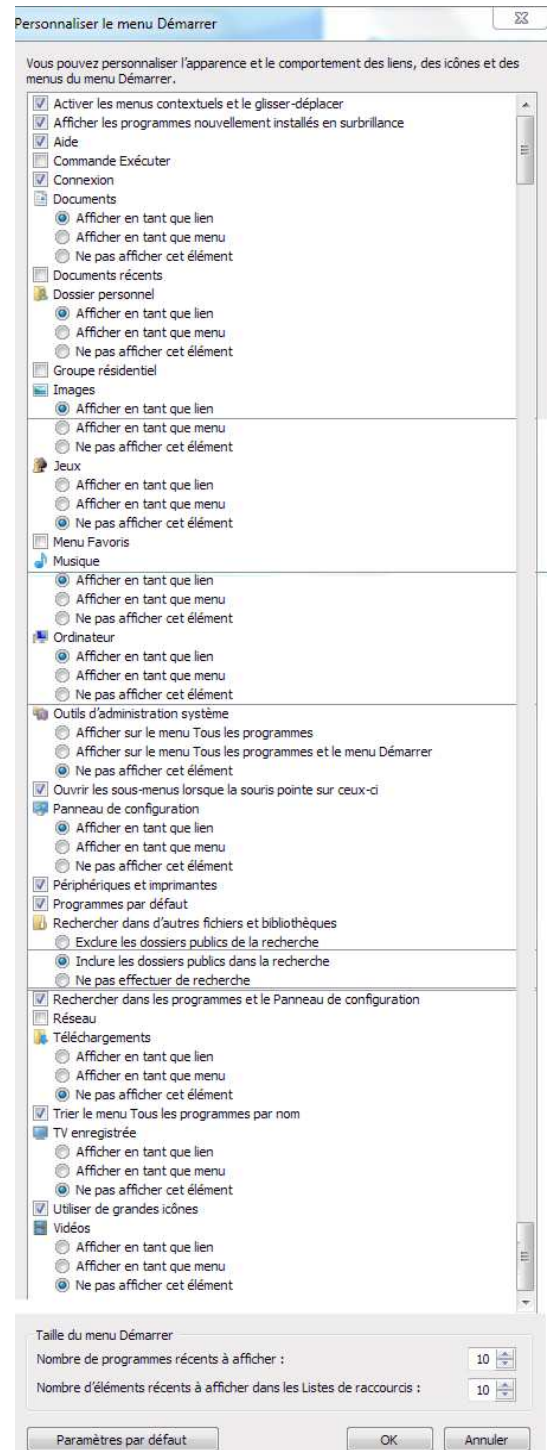 Personnaliser le menu Démarrer
Vous pouvez personnaliser l'apparence et le comportement des liens, des icônes et des
menus du menu Démarrer.
Activer les menus contextuels et le glisser-déplacer
Afficher les programmes nouvellement installés en surbrillance
Aide
Commande Exécuter
Connexion
Documents
Afficher en tant que lien
Afficher en tant que menu
Ne pas afficher cet élément
Documents récents
Dossier personnel
Afficher en tant que lien
Afficher en tant que menu
Ne pas afficher cet élément
Groupe résidentiel
Images
Afficher en tant que lien
Afficher en tant que menu
Ne pas afficher cet élément
Jeux
Afficher en tant que lien
Afficher en tant que menu
Ne pas afficher cet élément
Menu Favoris
Musique
Afficher en tant que lien
Afficher en tant que menu
Ne pas afficher cet élément
Ordinateur
Afficher en tant que lien
Afficher en tant que menu
Ne pas afficher cet élément
Outils d'administration système
Afficher sur le menu Tous les programmes
Afficher sur le menu Tous les programmes et le menu Démarrer
Ne pas afficher cet élément
Ouvrir les sous-menus lorsque la souris pointe sur ceux-ci
Panneau de configuration
Afficher en tant que lien
Afficher en tant que menu
Ne pas afficher cet élément
Périphériques et imprimantes
Programmes par défaut
Rechercher dans d'autres fichiers et bibliothèques
Exclure les dossiers publics de la recherche
Inclure les dossiers publics dans la recherche
Ne pas effectuer de recherche
Rechercher dans les programmes et le Panneau de configuration
Réseau
Téléchargements
Afficher en tant que lien
Afficher en tant que menu
Ne pas afficher cet élément
Trier le menu Tous les programmes par nom
TV enregistrée
Afficher en tant que lien
Afficher en tant que menu
Ne pas afficher cet élément
Utiliser de grandes icônes
Vidéos
Afficher en tant que lien
Afficher en tant que menu
Ne pas afficher cet élément
Taille du menu Démarrer
Nombre de programmes récents à afficher : 10
Nombre d'éléments récents à afficher dans les Listes de raccourcis : 10
Paramètres par défaut OK Annuler